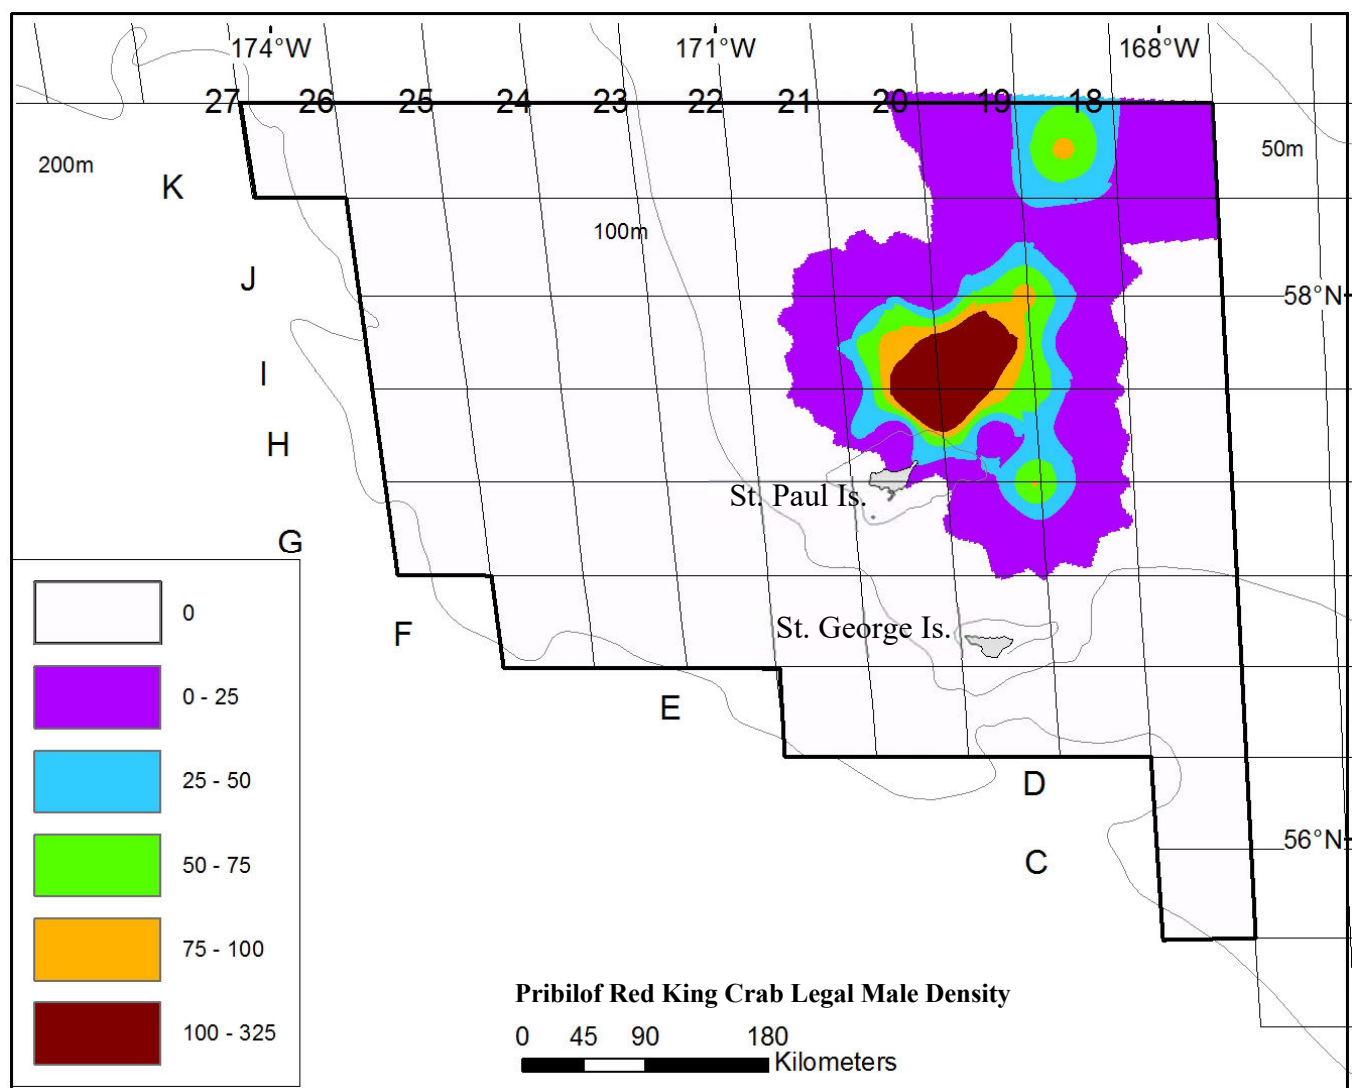 174°W 171°W 168°W
27 26 25 24 23 22 21 20 19 18
200m
50m
K
100m
J
58°N
I
H
St. Paul Is.
G
0
St. George Is.
F
0 - 25
E
25 - 50
D
56°N
C
50 - 75
75 - 100
Pribilof Red King Crab Legal Male Density
100 - 325
0 45 90 180
Kilometers